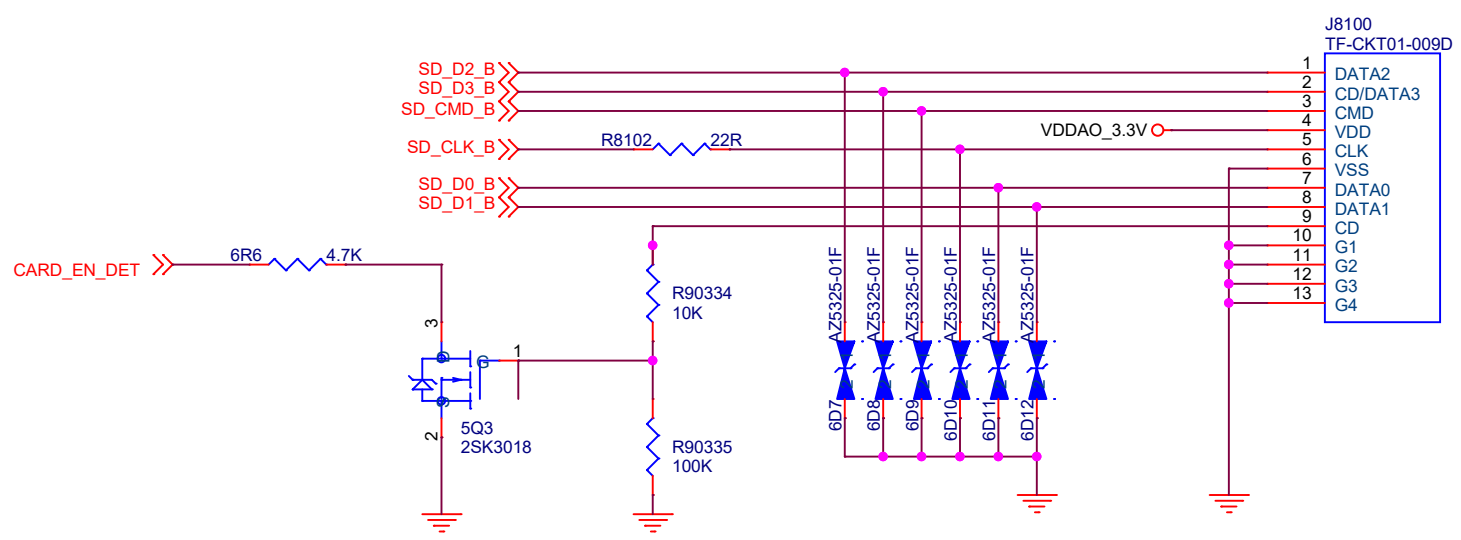 J8100
TF-CKT01-009D
SD_D2_B
1
DATA2
SD_D3_B
2
CD/DATA3
SD_CMD_B
3
CMD
VDDAO_3.3V
4
VDD
SD_CLK_B
R8102
22R
5
CLK
6
VSS
SD_D0_B
7
DATA0
SD_D1_B
8
DATA1
9
CD
10
G1
11
G2
12
G3
13
G4
CARD_EN_DET
6R6
4.7K
R90334
10K
AZ5325-01F
AZ5325-01F
AZ5325-01F
AZ5325-01F
AZ5325-01F
AZ5325-01F
3
D
G
1
S
2
5Q3
2SK3018
R90335
100K
6D7
6D8
6D9
6D10
6D11
6D12